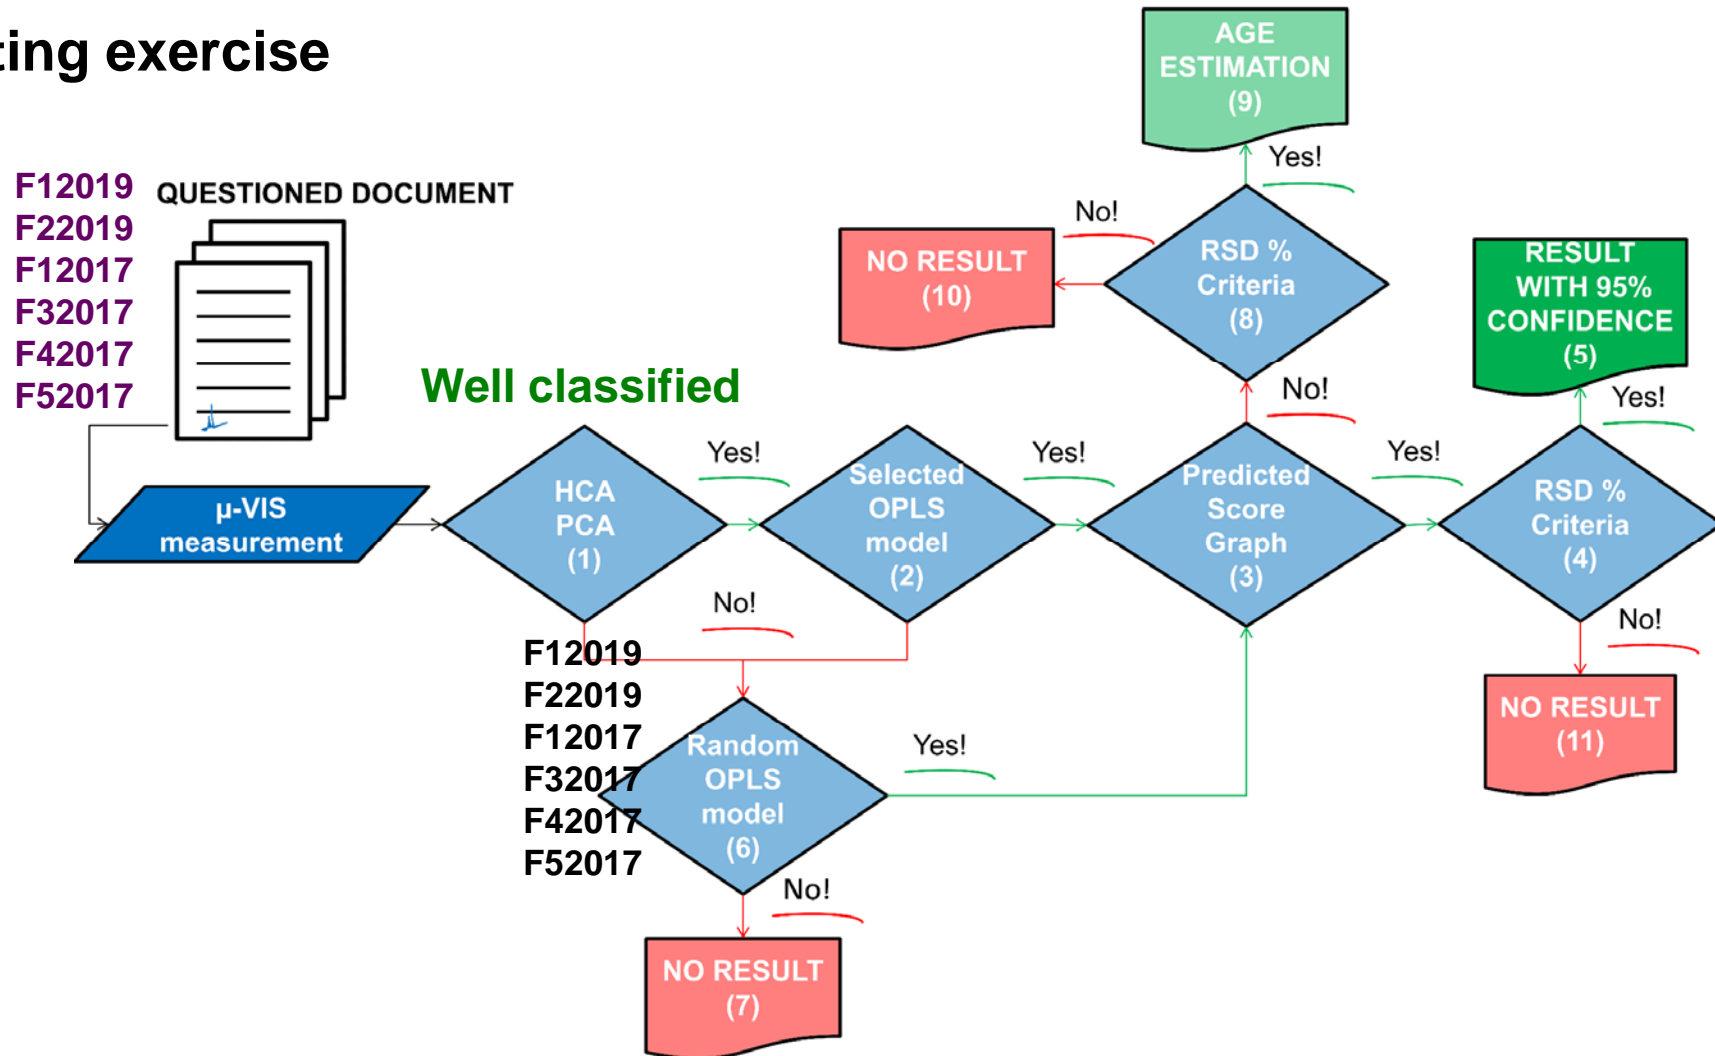 ting exercise
F12019
F22019
F12017
F32017
F42017
F52017
QUESTIONED DOCUMENT
µ-VIS
measurement
Well classified
HCA
PCA
(1)
Yes!
No!
Selected
OPLS
model
(2)
Yes!
Predicted
Score
Graph
(3)
Yes!
No!
RSD %
Criteria
(4)
Yes!
RESULT
WITH 95%
CONFIDENCE
(5)
No!
NO RESULT
(11)
RSD %
Criteria
(8)
Yes!
AGE
ESTIMATION
(9)
No!
NO RESULT
(10)
F12019
F22019
F12017
F32017
F42017
F52017
Random
OPLS
model
(6)
Yes!
No!
NO RESULT
(7)